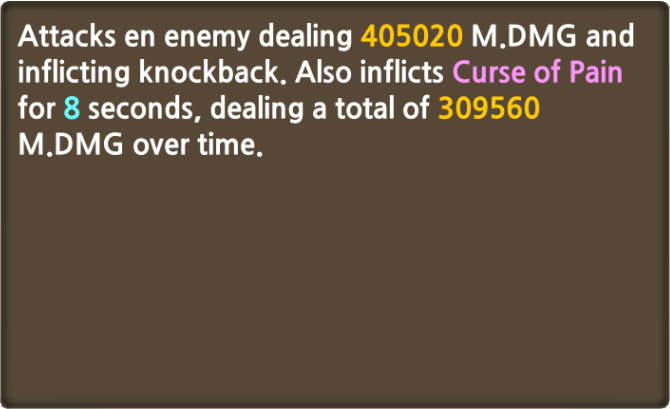 Attacks en enemy dealing 405020 M.DMG and
inflicting knockback. Also inflicts Curse of Pain
for 8 seconds, dealing a total of 309560
M.DMG over time.